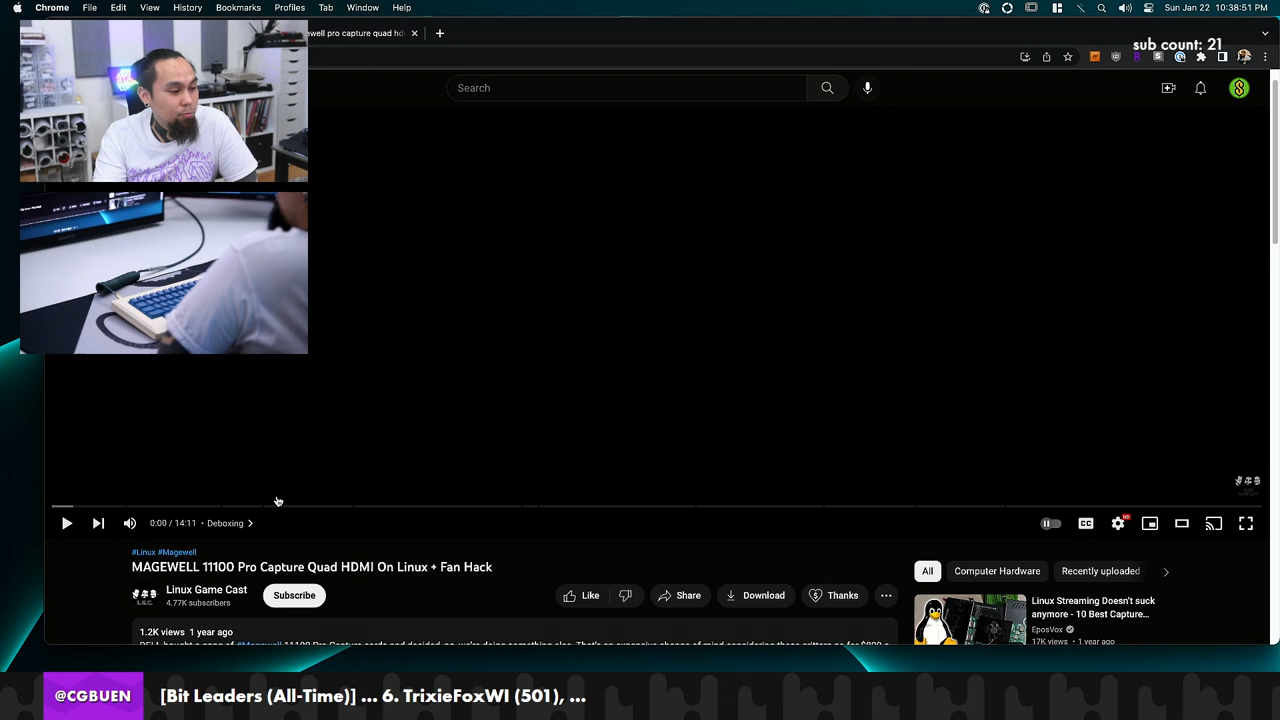 Chrome File Edit View History Bookmarks Profiles Tab Window Help
Sun Jan 22 10:38:51 PM
ewell pro capture quad hd
sub count: 21
Search
0:00 / 14:11 • Deboxing
HD
#Linux #Magewell
MAGEWELL 11100 Pro Capture Quad HDMI On Linux + Fan Hack
Linux Game Cast
4.77K subscribers
Subscribe
Like
Share
Download
Thanks
1.2K views 1 year ago
All
Computer Hardware
Recently uploaded
Linux Streaming Doesn't suck
anymore - 10 Best Capture...
EposVox
17K views • 1 year ago
@CGBUEN
[Bit Leaders (All-Time)] ... 6. TrixieFoxWI (501), ...